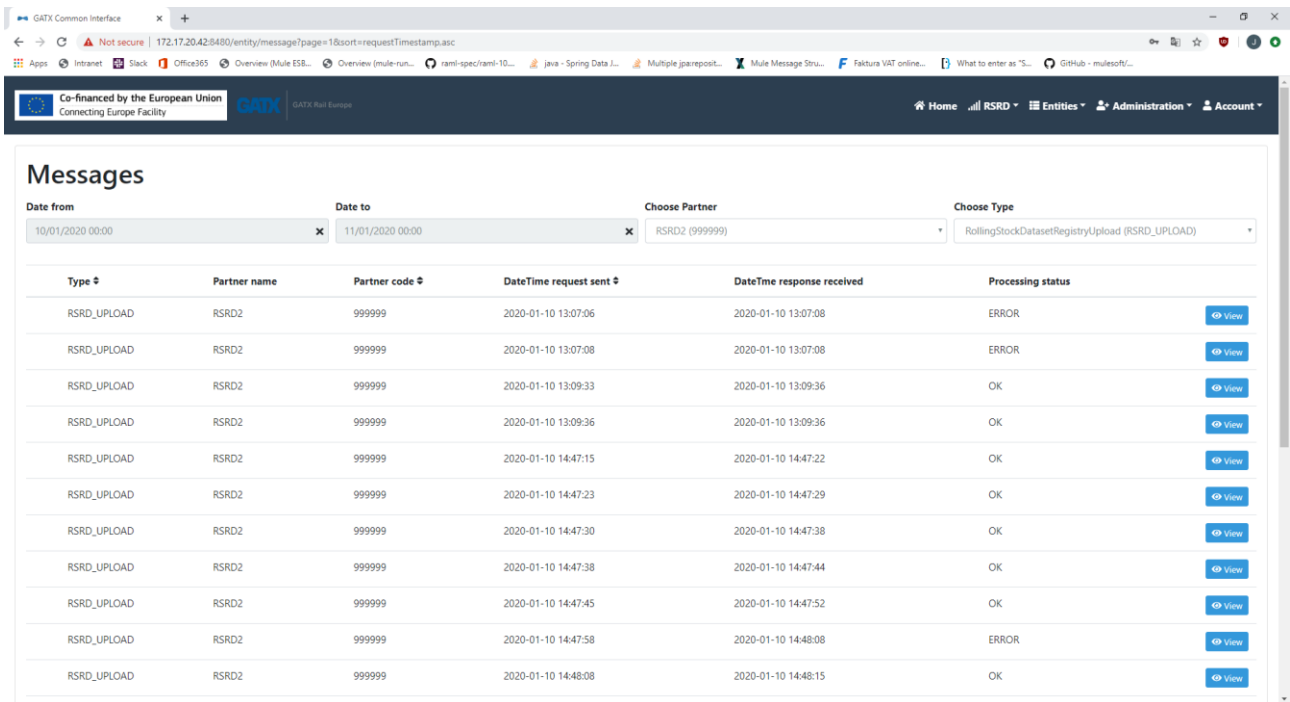 GATX Common Interface
Not secure | 172.17.20.42:8480/entity/message?page=1&sort=requestTimestamp.asc
Apps Intranet Slack Office365 Overview (Mule ESB... Overview (mule-run... raml-spec/raml-10... java - Spring Data J... Multiple jpareposit... Mule Message Stru... Faktura VAT online... What to enter as "S... GitHub - mulesoft/...
Co-financed by the European Union
Connecting Europe Facility
GATX GATX Rail Europe
Home RSRD Entities Administration Account
Messages
Date from Date to Choose Partner Choose Type
10/01/2020 00:00 11/01/2020 00:00 RSRD2 (999999) RollingStockDatasetRegistryUpload (RSRD_UPLOAD)
Type Partner name Partner code DateTime request sent DateTme response received Processing status
RSRD_UPLOAD RSRD2 999999 2020-01-10 13:07:06 2020-01-10 13:07:08 ERROR View
RSRD_UPLOAD RSRD2 999999 2020-01-10 13:07:08 2020-01-10 13:07:08 ERROR View
RSRD_UPLOAD RSRD2 999999 2020-01-10 13:09:33 2020-01-10 13:09:36 OK View
RSRD_UPLOAD RSRD2 999999 2020-01-10 13:09:36 2020-01-10 13:09:36 OK View
RSRD_UPLOAD RSRD2 999999 2020-01-10 14:47:15 2020-01-10 14:47:22 OK View
RSRD_UPLOAD RSRD2 999999 2020-01-10 14:47:23 2020-01-10 14:47:29 OK View
RSRD_UPLOAD RSRD2 999999 2020-01-10 14:47:30 2020-01-10 14:47:38 OK View
RSRD_UPLOAD RSRD2 999999 2020-01-10 14:47:38 2020-01-10 14:47:44 OK View
RSRD_UPLOAD RSRD2 999999 2020-01-10 14:47:45 2020-01-10 14:47:52 OK View
RSRD_UPLOAD RSRD2 999999 2020-01-10 14:47:58 2020-01-10 14:48:08 ERROR View
RSRD_UPLOAD RSRD2 999999 2020-01-10 14:48:08 2020-01-10 14:48:15 OK View